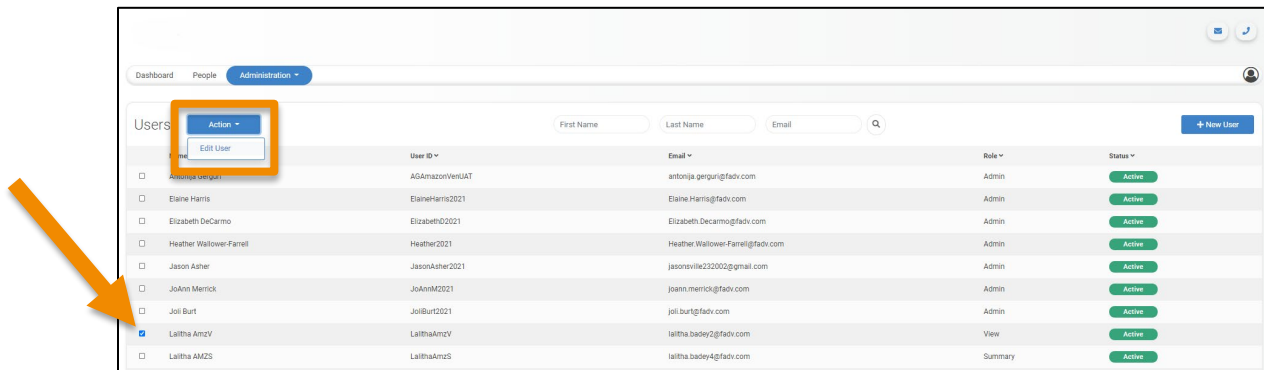 Dashboard People Administration
Users Action First Name Last Name Email + New User
Edit User
User ID Email Role Status
Antonija Gerguri AGAmazonVenUAT antonija.gerguri@fadv.com Admin Active
Elaine Harris ElaineHarris2021 Elaine.Harris@fadv.com Admin Active
Elizabeth DeCarmo ElizabethD2021 Elizabeth.Decarmo@fadv.com Admin Active
Heather Wallower-Farrell Heather2021 Heather.Wallower-Farrell@fadv.com Admin Active
Jason Asher JasonAsher2021 jasonsville232002@gmail.com Admin Active
JoAnn Merrick JoAnnM2021 joann.merrick@fadv.com Admin Active
Joli Burt JoliBurt2021 joli.burt@fadv.com Admin Active
Lalitha AmzV LalithaAmzV lalitha.badey2@fadv.com View Active
Lalitha AMZS LalithaAmzS lalitha.badey4@fadv.com Summary Active